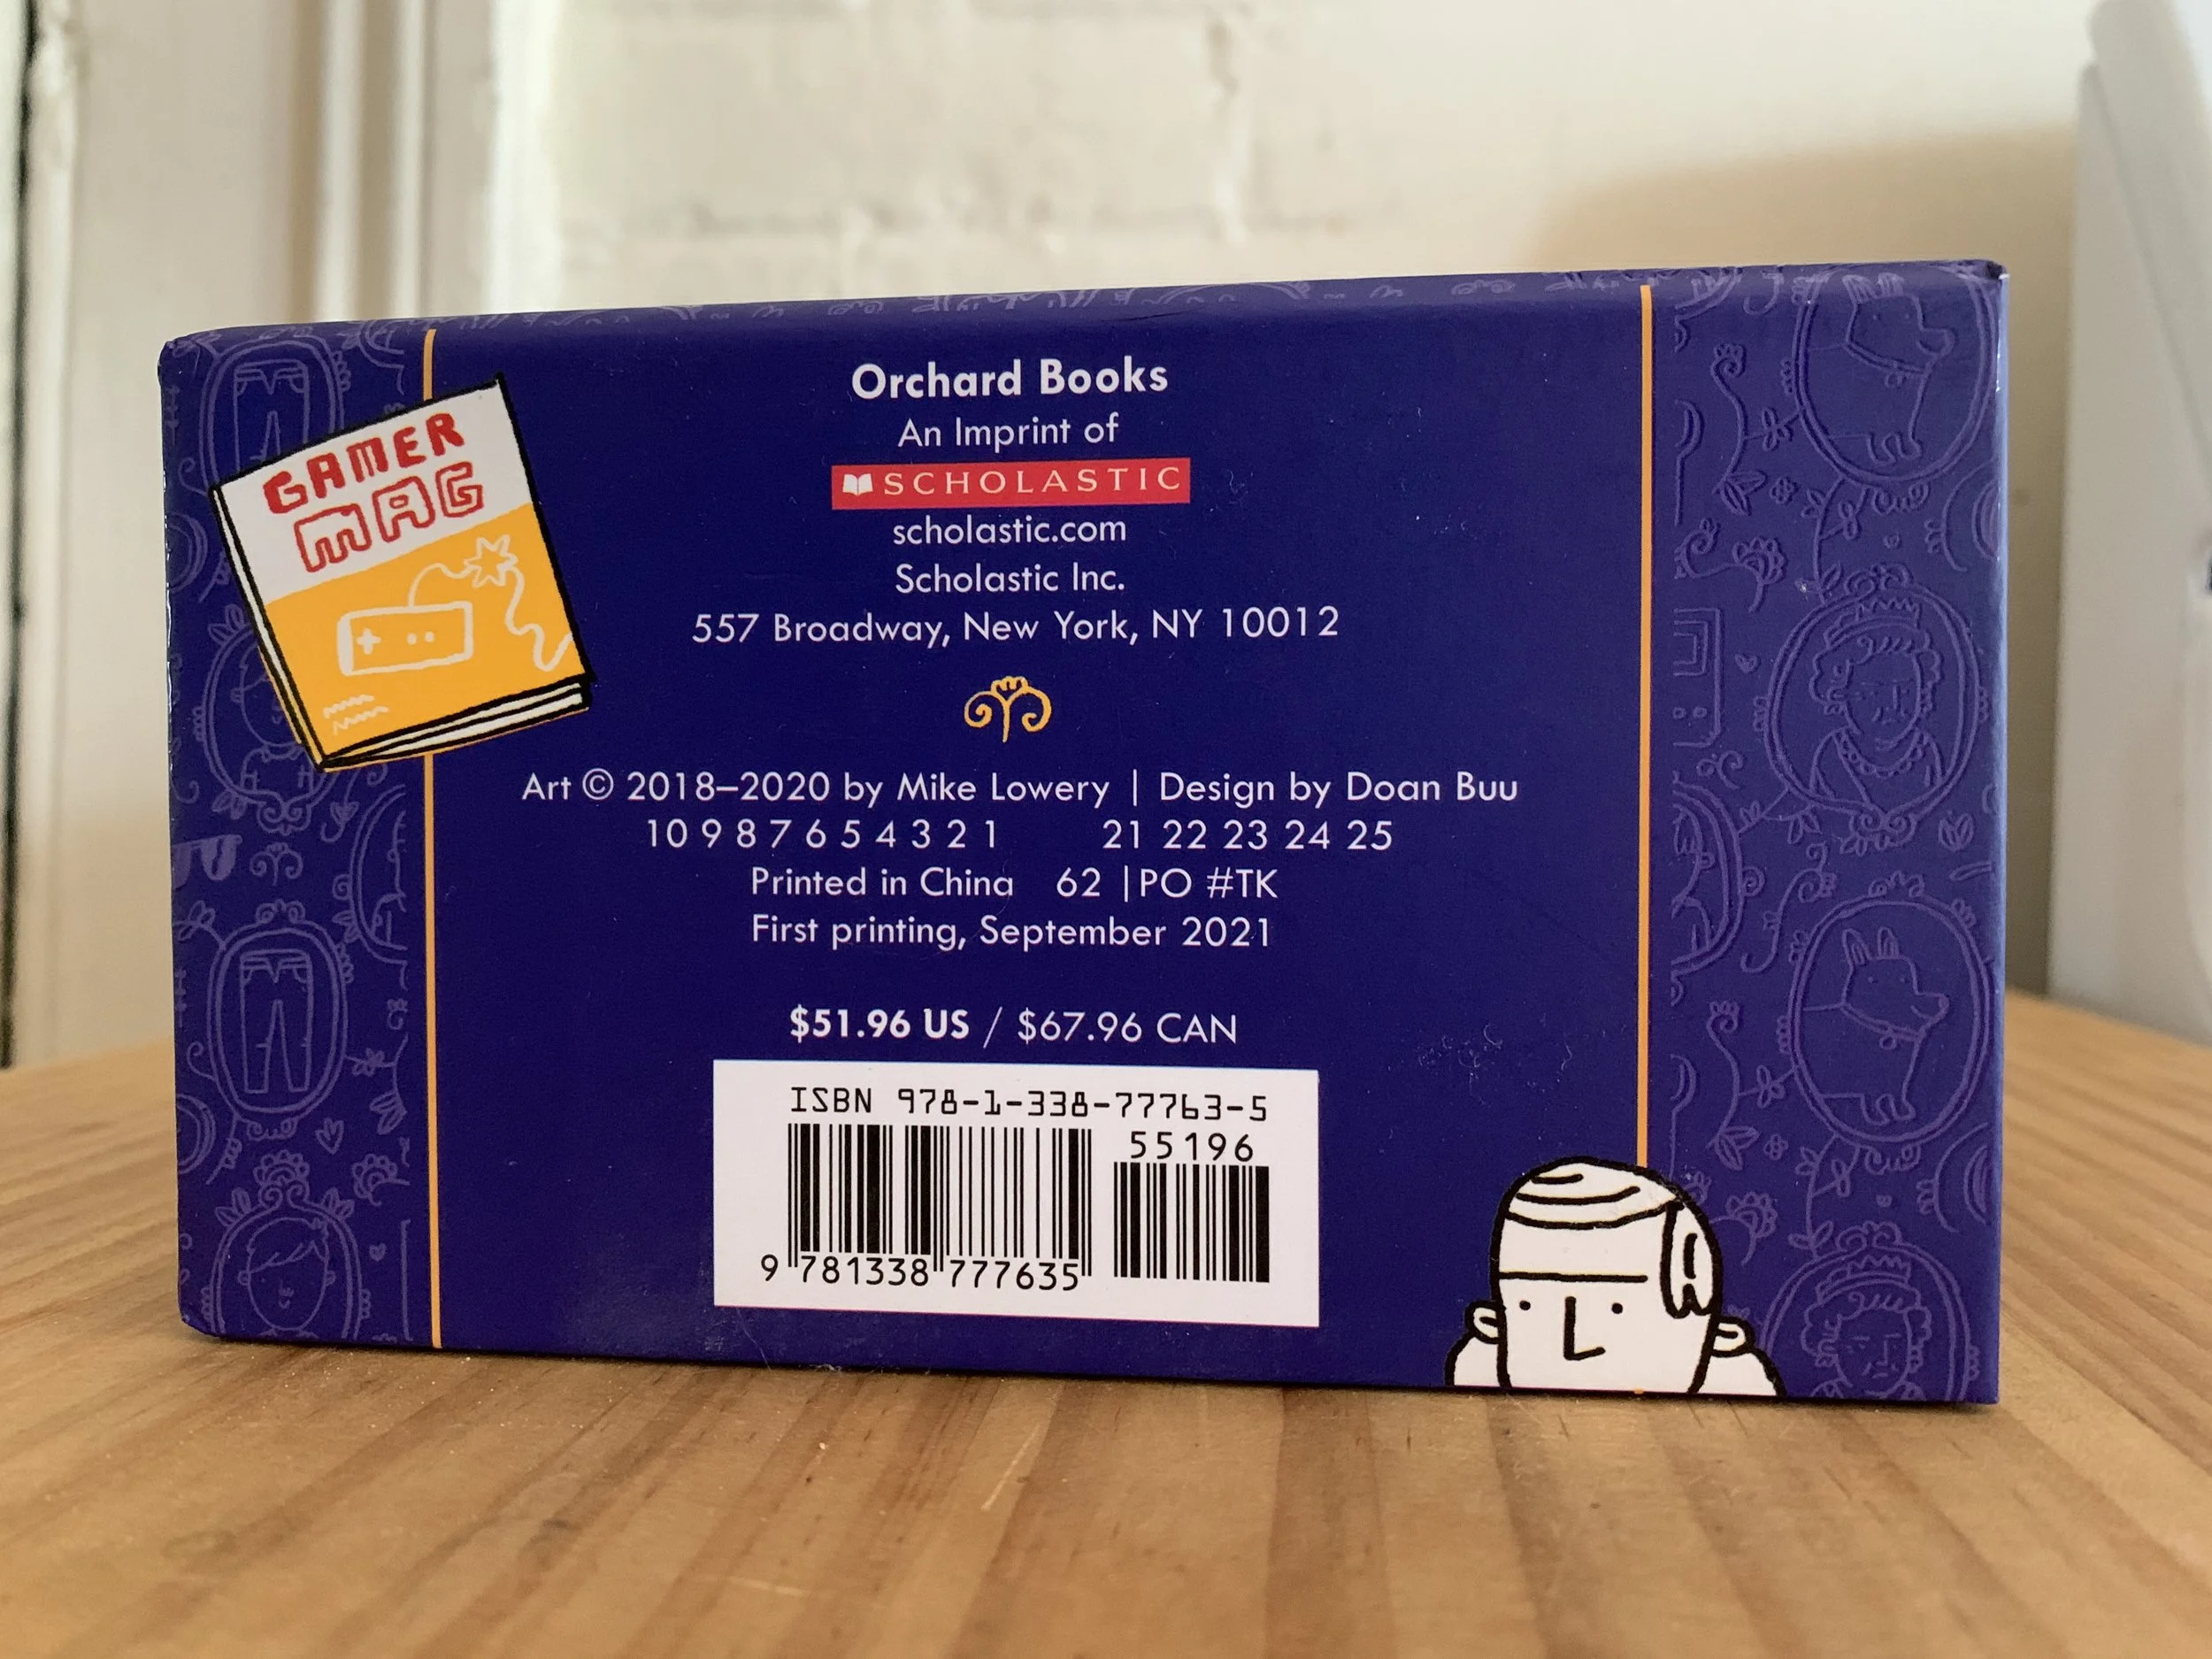 GAMER
MAG
Orchard Books
An Imprint of
SCHOLASTIC
scholastic.com
Scholastic Inc.
557 Broadway, New York, NY 10012
Art © 2018–2020 by Mike Lowery | Design by Doan Buu
10 9 8 7 6 5 4 3 2 1 21 22 23 24 25
Printed in China 62 | PO #TK
First printing, September 2021
$51.96 US / $67.96 CAN
ISBN 978-1-338-77763-5
55196
9 781338 777635